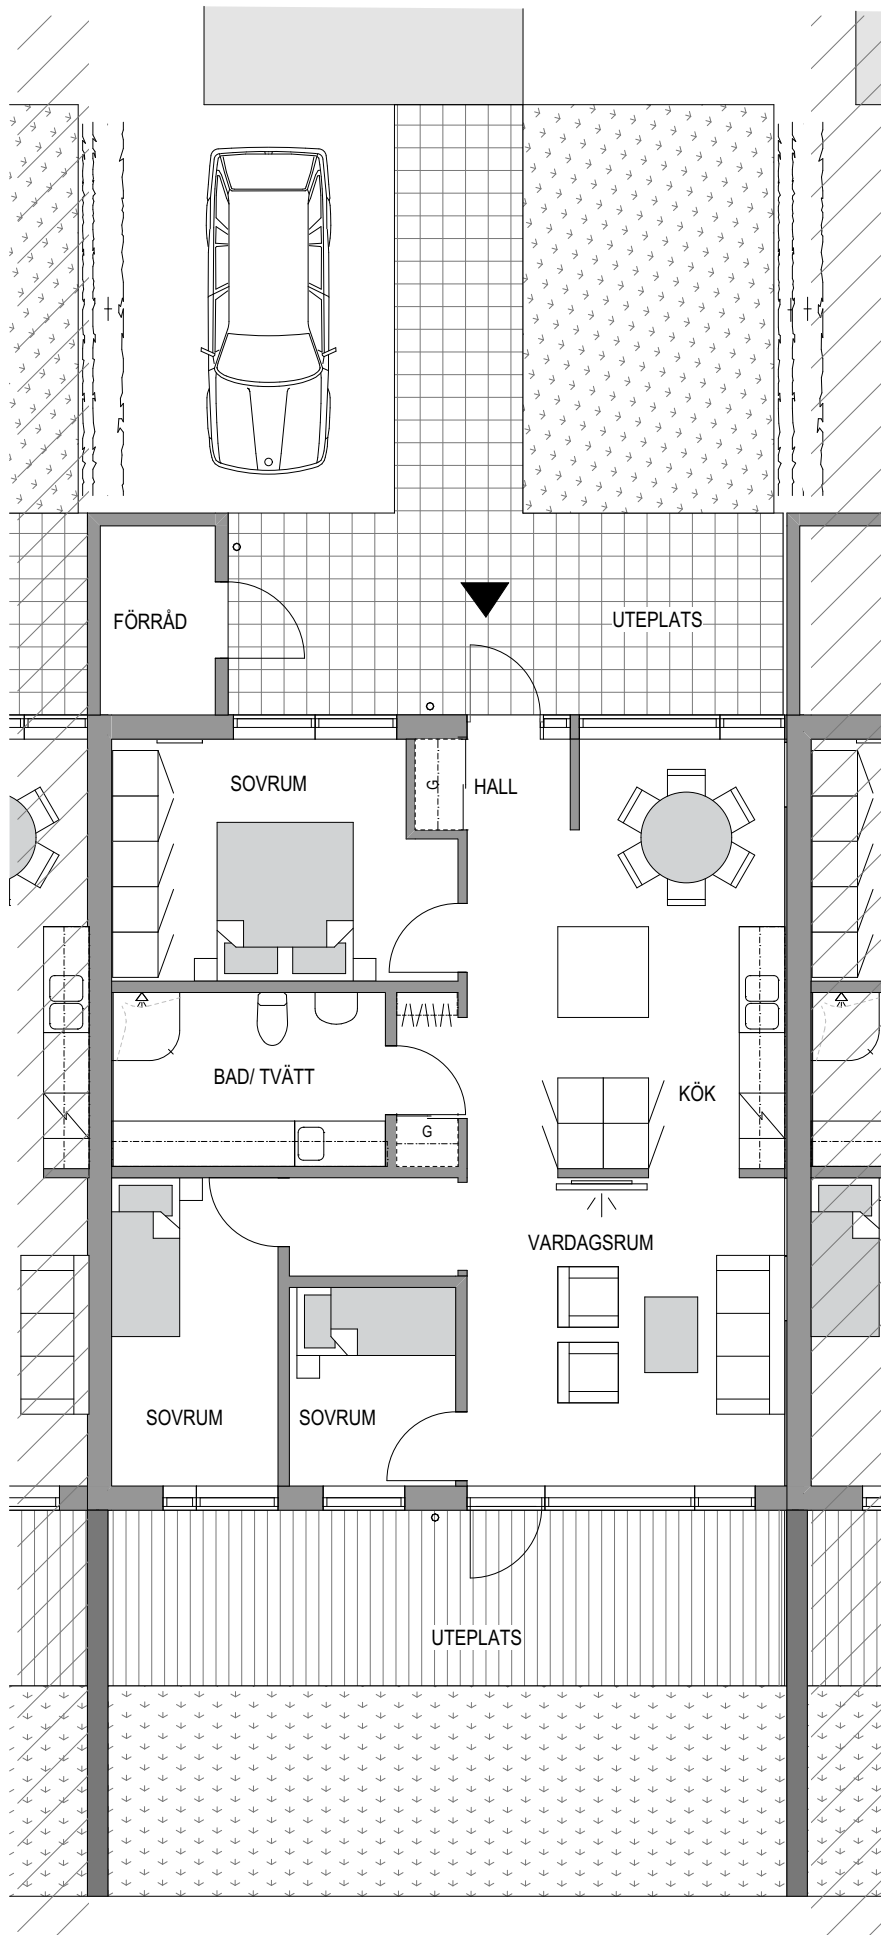 FÖRRÅD
UTEPLATS
SOVRUM
G
HALL
BAD/ TVÄTT
KÖK
G
VARDAGSRUM
SOVRUM
SOVRUM
UTEPLATS